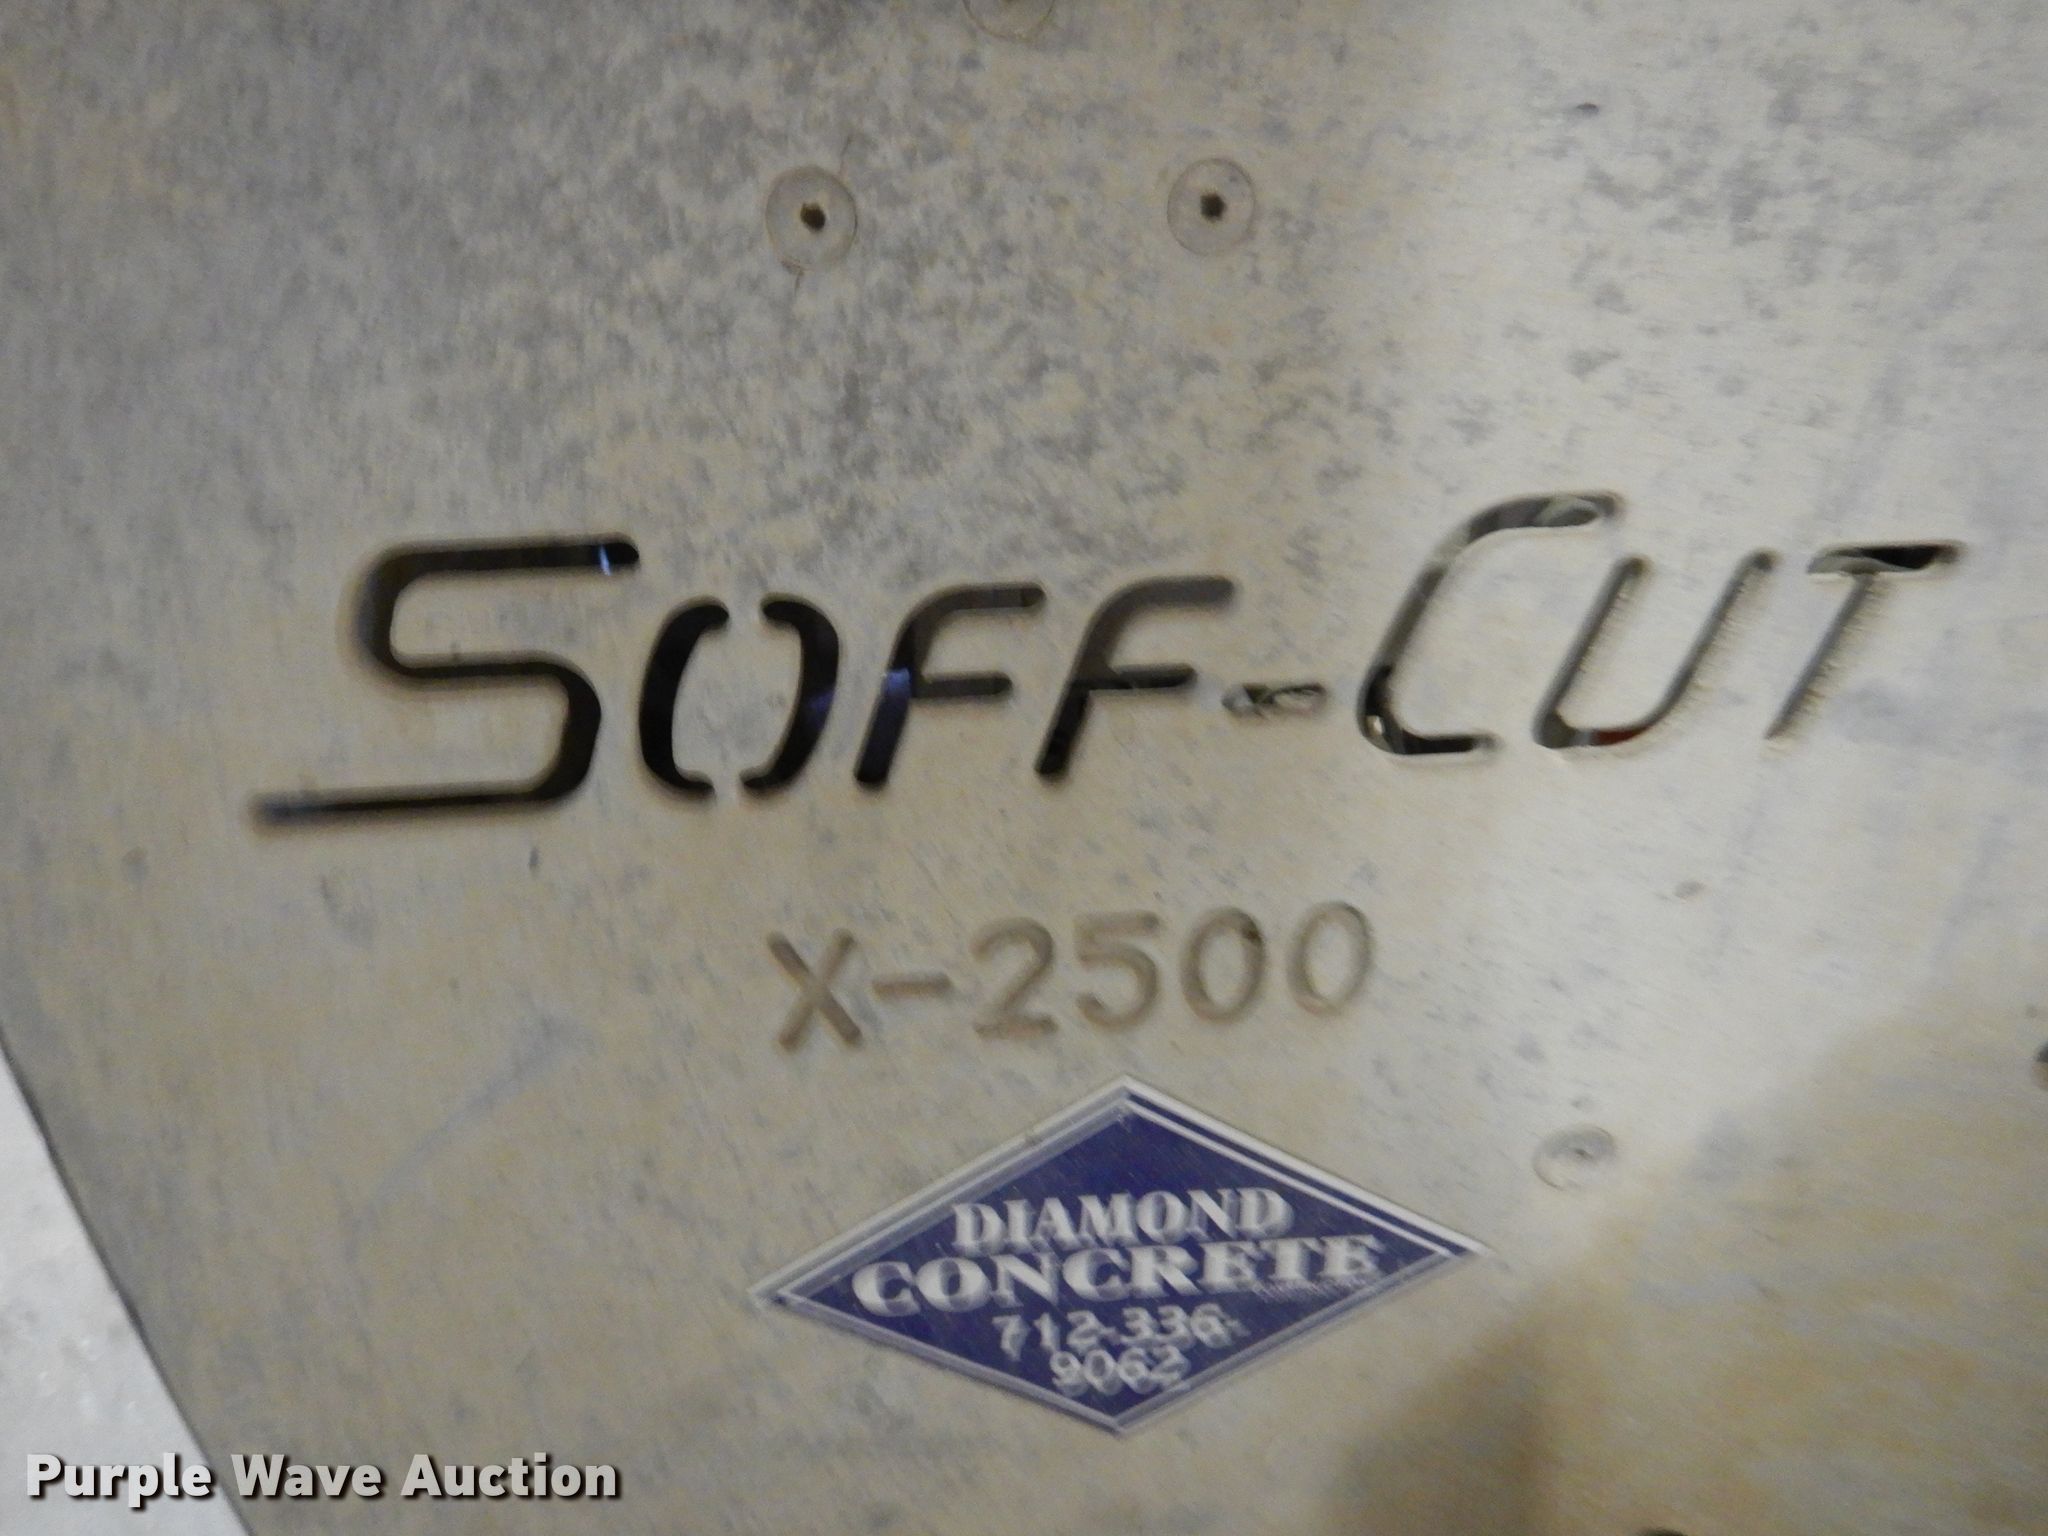 SOFF-CUT
X-2500
DIAMOND
CONCRETE
712-336-
9062
Purple Wave Auction